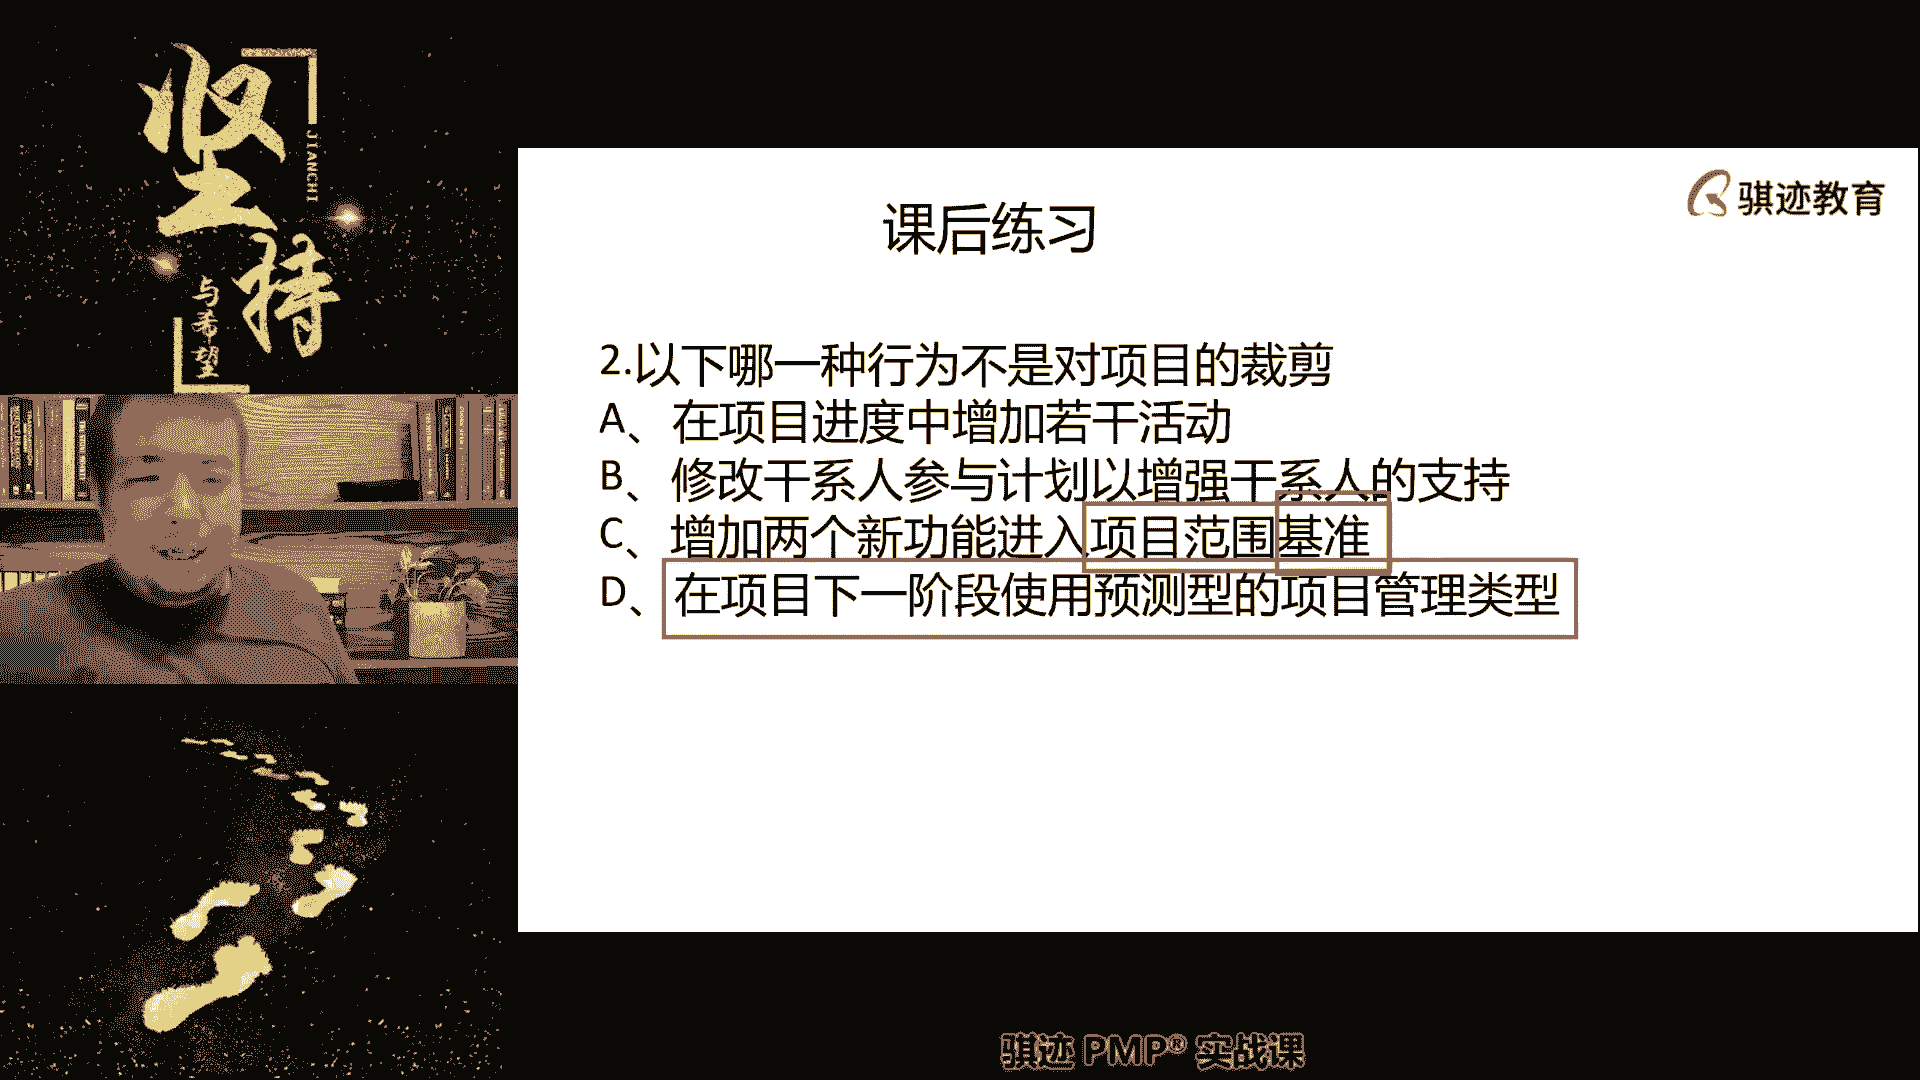 坚持
JIANCHI
与希望
骐迹教育
课后练习
2.以下哪一种行为不是对项目的裁剪
A、在项目进度中增加若干活动
B、修改干系人参与计划以增强干系人的支持
C、增加两个新功能进入项目范围基准
D、在项目下一阶段使用预测型的项目管理类型
骐迹 PMP® 实战课